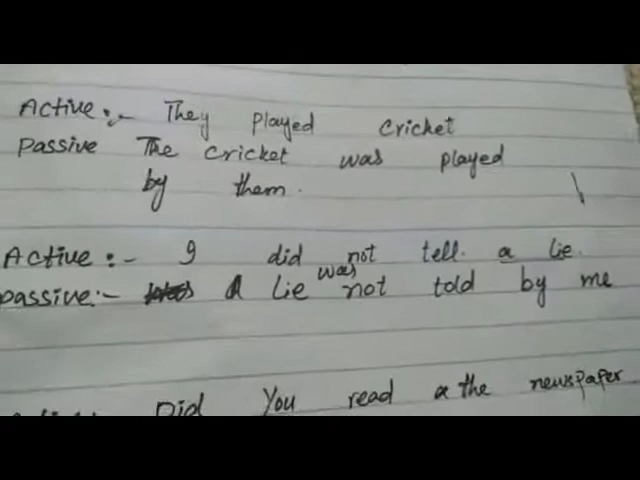 Active :- They played cricket
Passive The cricket was played
by them.
Active :- I did not tell. a lie.
passive :- A lie was not told by me
Did You read a the newspaper